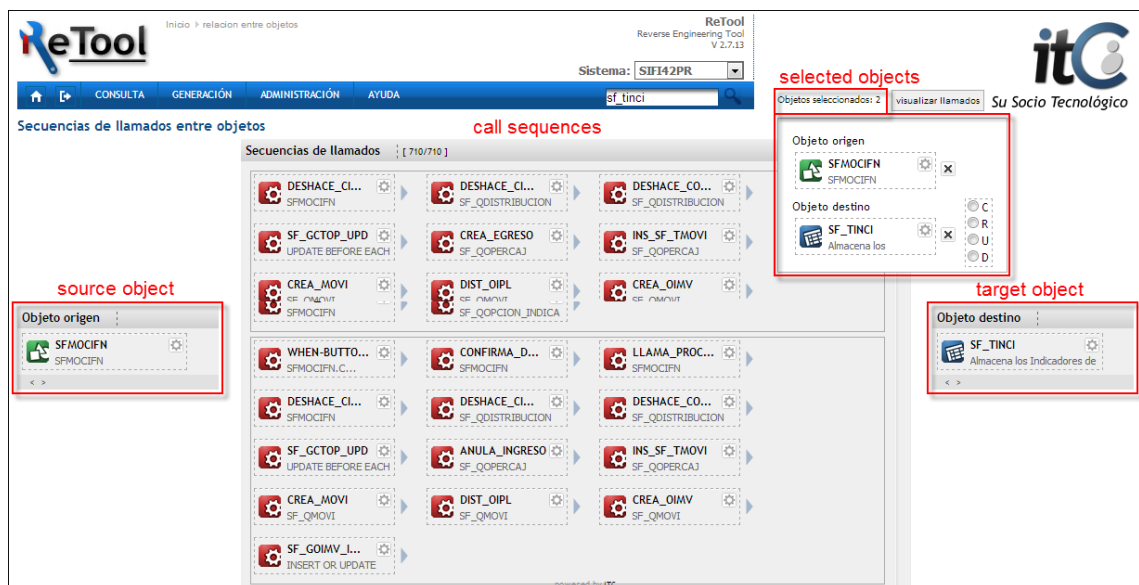 ReTool
Inicio › relacion entre objetos
ReTool
Reverse Engineering Tool
V 2.7.13
Sistema: SIFI42PR
itc
Su Socio Tecnológico
CONSULTA GENERACIÓN ADMINISTRACIÓN AYUDA
sf_tinci
selected objects
Objetos seleccionados: 2 visualizar llamados
Secuencias de llamados entre objetos
call sequences
Secuencias de llamados [ 710/710 ]
Objeto origen
SFMOCIFN
SFMOCIFN
Objeto destino
SF_TINCI
Almacena los
C
R
U
D
DESHACE_CI... DESHACE_CI... DESHACE_CO...
SFMOCIFN SF_QDISTRIBUCION SF_QDISTRIBUCION
SF_GCTOP_UPD CREA_EGRESO INS_SF_TMOVI
UPDATE BEFORE EACH SF_QOPERCAJ SF_QOPERCAJ
CREA_MOVI DIST_OIPL CREA_OIMV
SF_QMOVI SF_QMOVI SF_QMOVI
SFMOCIFN SF_QOPCION_INDICA
source object
Objeto origen
SFMOCIFN
SFMOCIFN
< >
target object
Objeto destino
SF_TINCI
Almacena los Indicadores de
< >
WHEN-BUTTO... CONFIRMA_D... LLAMA_PROC...
SFMOCIFN.C... SFMOCIFN SFMOCIFN
DESHACE_CI... DESHACE_CI... DESHACE_CO...
SFMOCIFN SF_QDISTRIBUCION SF_QDISTRIBUCION
SF_GCTOP_UPD ANULA_INGRESO INS_SF_TMOVI
UPDATE BEFORE EACH SF_QOPERCAJ SF_QOPERCAJ
CREA_MOVI DIST_OIPL CREA_OIMV
SF_QMOVI SF_QMOVI SF_QMOVI
SF_GOIMV_I...
INSERT OR UPDATE
powered by ITC